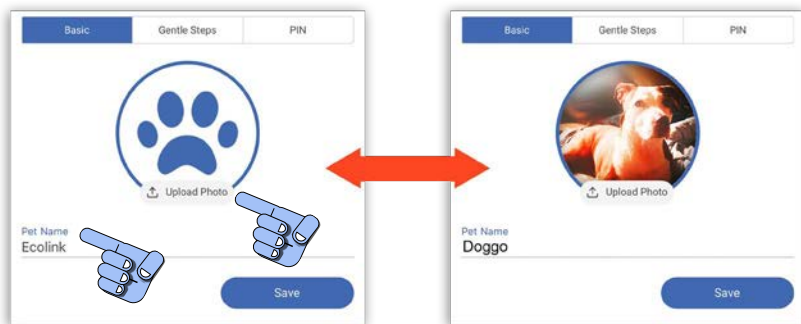 Basic Gentle Steps PIN
Upload Photo
Pet Name
Ecolink
Save
Basic Gentle Steps PIN
Upload Photo
Pet Name
Doggo
Save